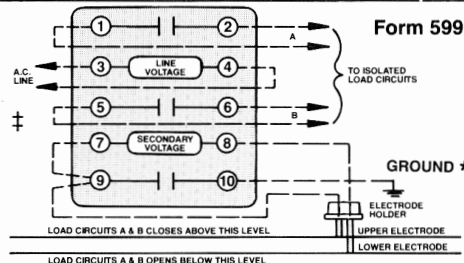 Form 599
1
2
A
3
LINE
VOLTAGE
4
A.C.
LINE
TO ISOLATED
LOAD CIRCUITS
5
6
B
‡
7
SECONDARY
VOLTAGE
8
GROUND *
9
10
ELECTRODE
HOLDER
LOAD CIRCUITS A & B CLOSES ABOVE THIS LEVEL
UPPER ELECTRODE
LOWER ELECTRODE
LOAD CIRCUITS A & B OPENS BELOW THIS LEVEL